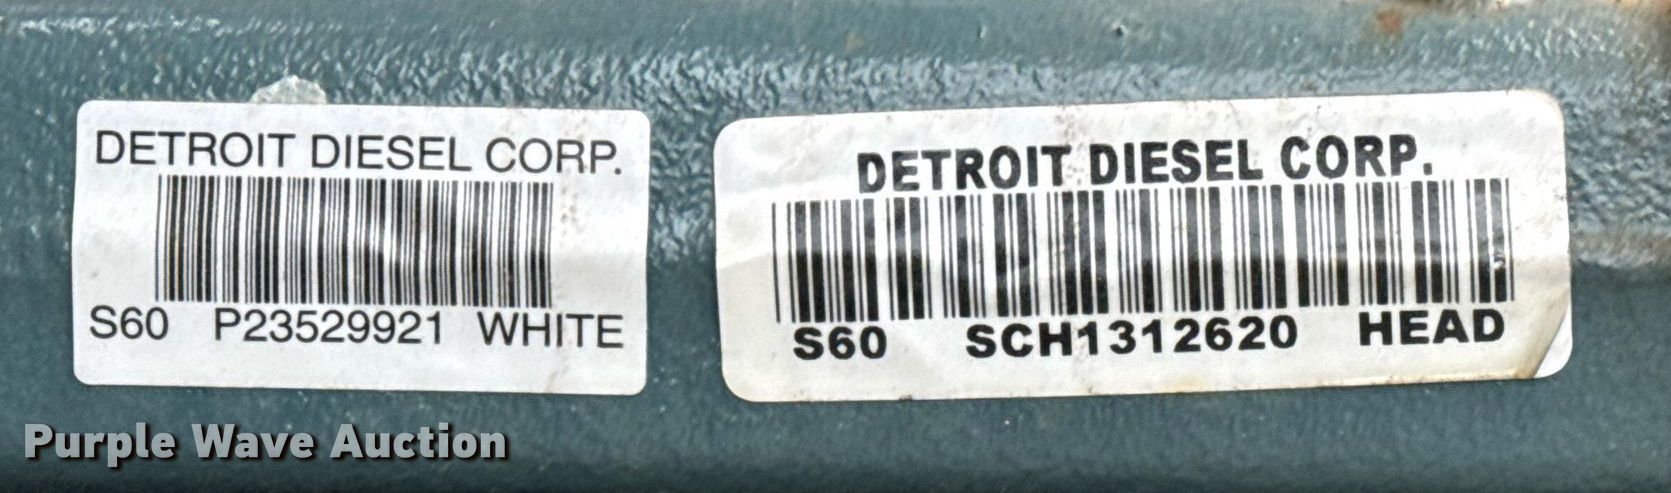 DETROIT DIESEL CORP.
S60 P23529921 WHITE
DETROIT DIESEL CORP.
S60 SCH1312620 HEAD
Purple Wave Auction